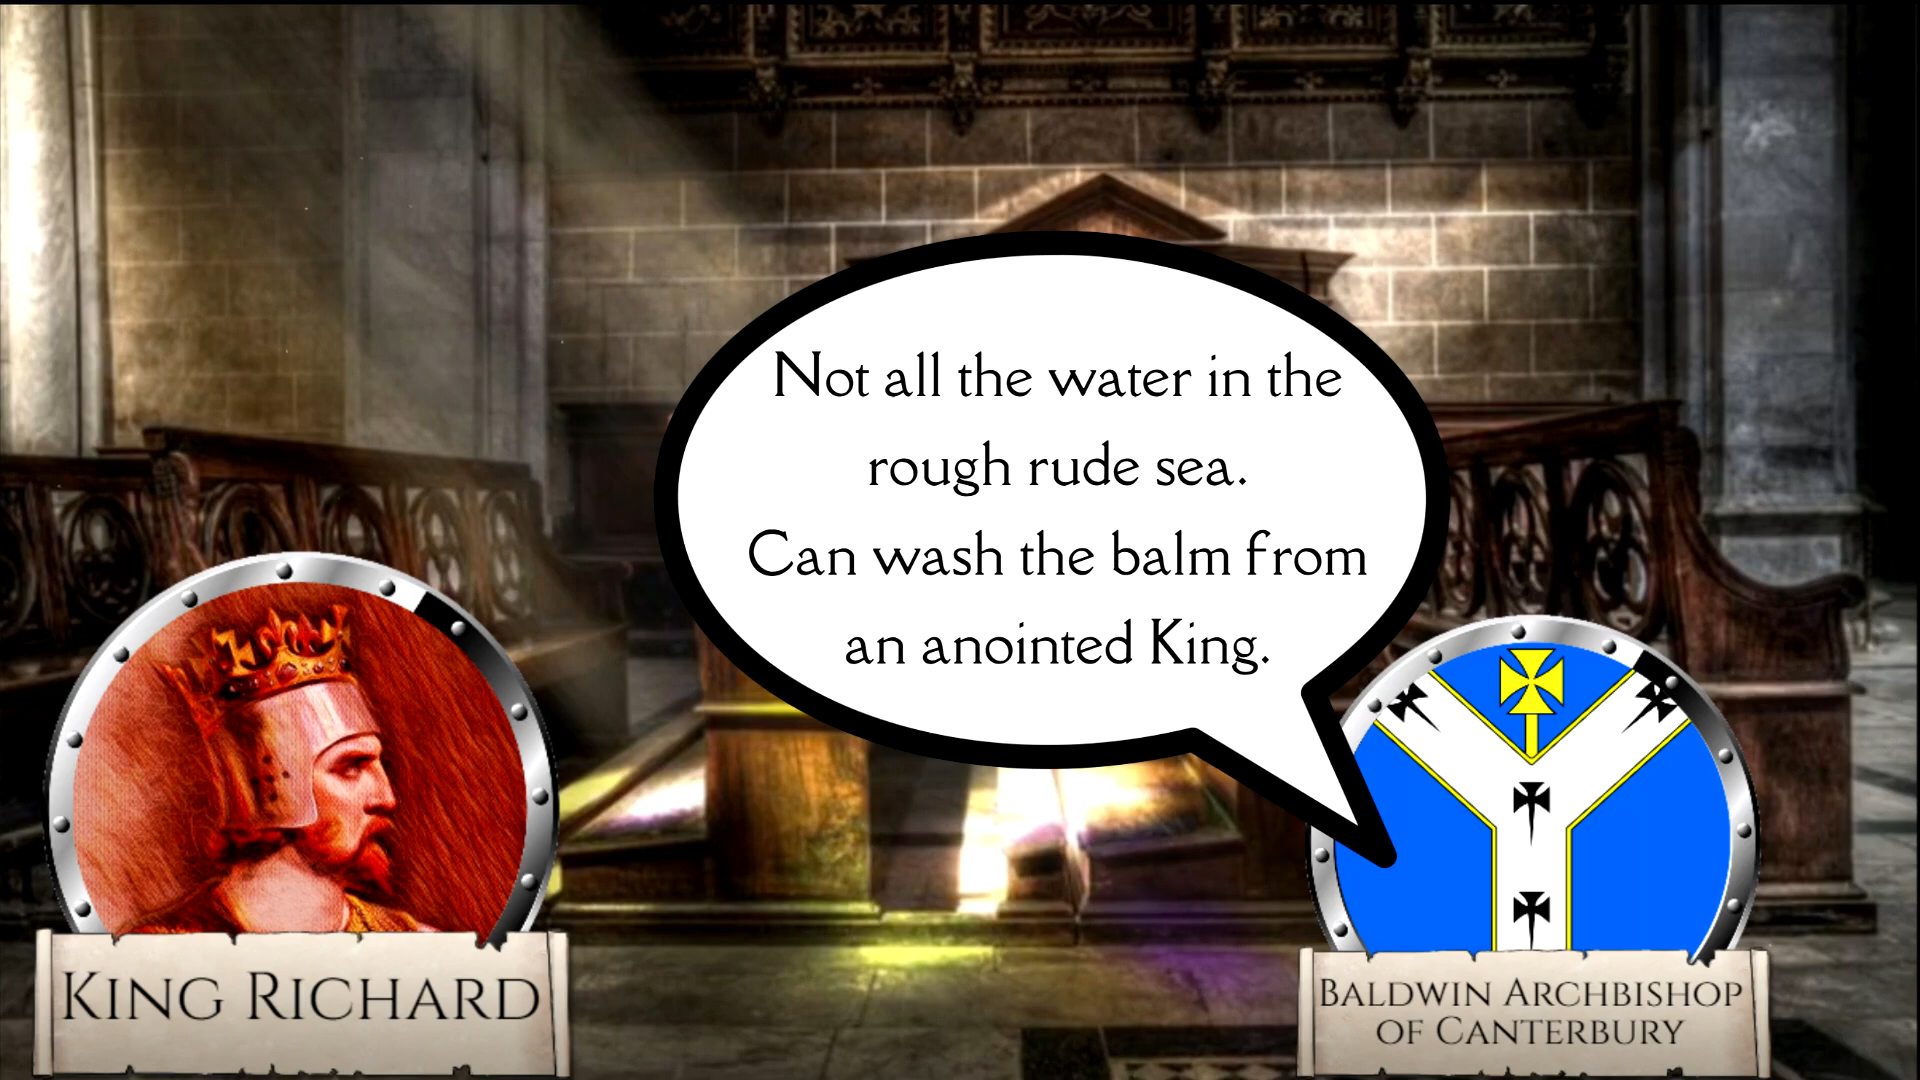 Not all the water in the
rough rude sea.
Can wash the balm from
an anointed King.
King Richard
Baldwin Archbishop
of Canterbury